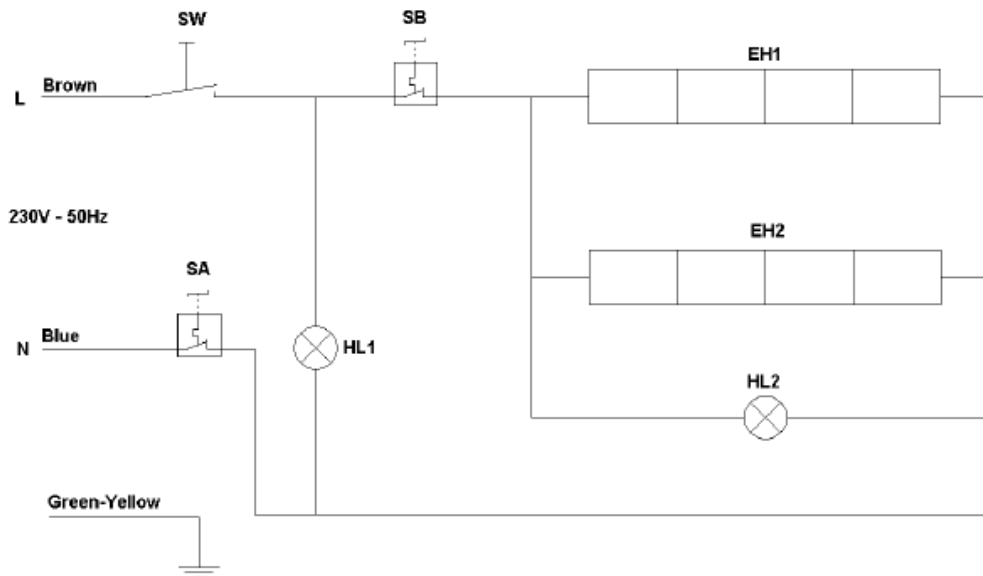 SW
SB
EH1
L
Brown
230V - 50Hz
EH2
SA
N
Blue
HL1
HL2
Green-Yellow